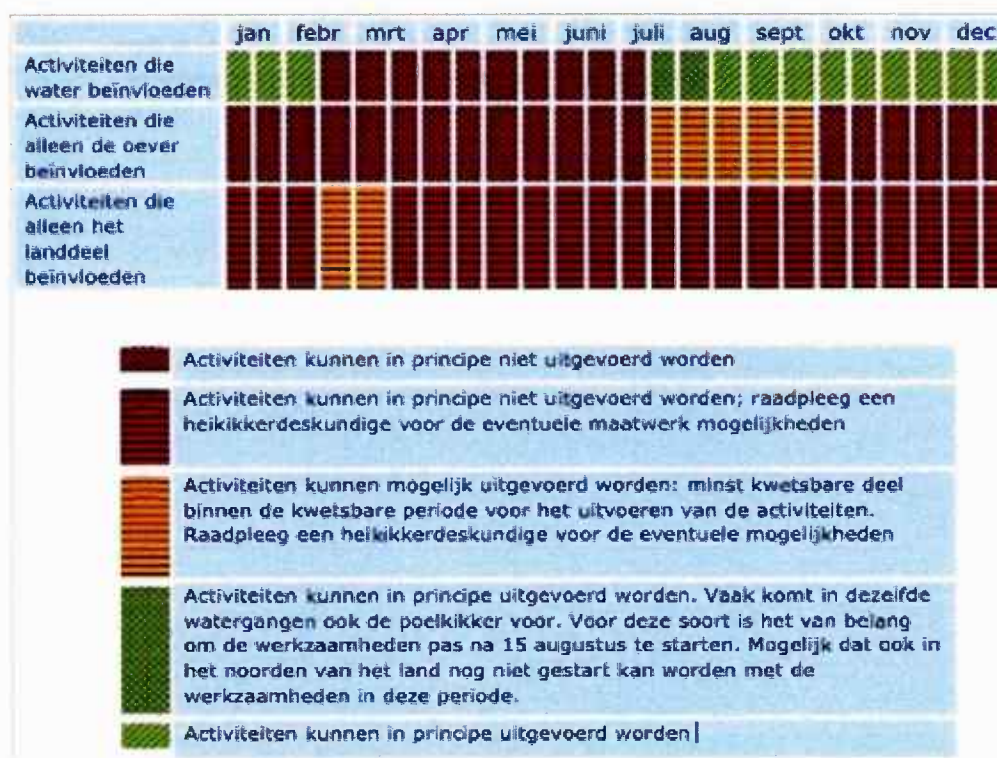 jan febr mrt apr mei juni juli aug sept okt nov dec
Activiteiten die
water beïnvloeden
Activiteiten die
alleen de oever
beïnvloeden
Activiteiten die
alleen het
landdeel
beïnvloeden
Activiteiten kunnen in principe niet uitgevoerd worden
Activiteiten kunnen in principe niet uitgevoerd worden; raadpleeg een
heikikkerdeskundige voor de eventuele maatwerk mogelijkheden
Activiteiten kunnen mogelijk uitgevoerd worden: minst kwetsbare deel
binnen de kwetsbare periode voor het uitvoeren van de activiteiten.
Raadpleeg een heikikkerdeskundige voor de eventuele mogelijkheden
Activiteiten kunnen in principe uitgevoerd worden. Vaak komt in dezelfde
watergangen ook de poelkikker voor. Voor deze soort is het van belang
om de werkzaamheden pas na 15 augustus te starten. Mogelijk dat ook in
het noorden van het land nog niet gestart kan worden met de
werkzaamheden in deze periode.
Activiteiten kunnen in principe uitgevoerd worden